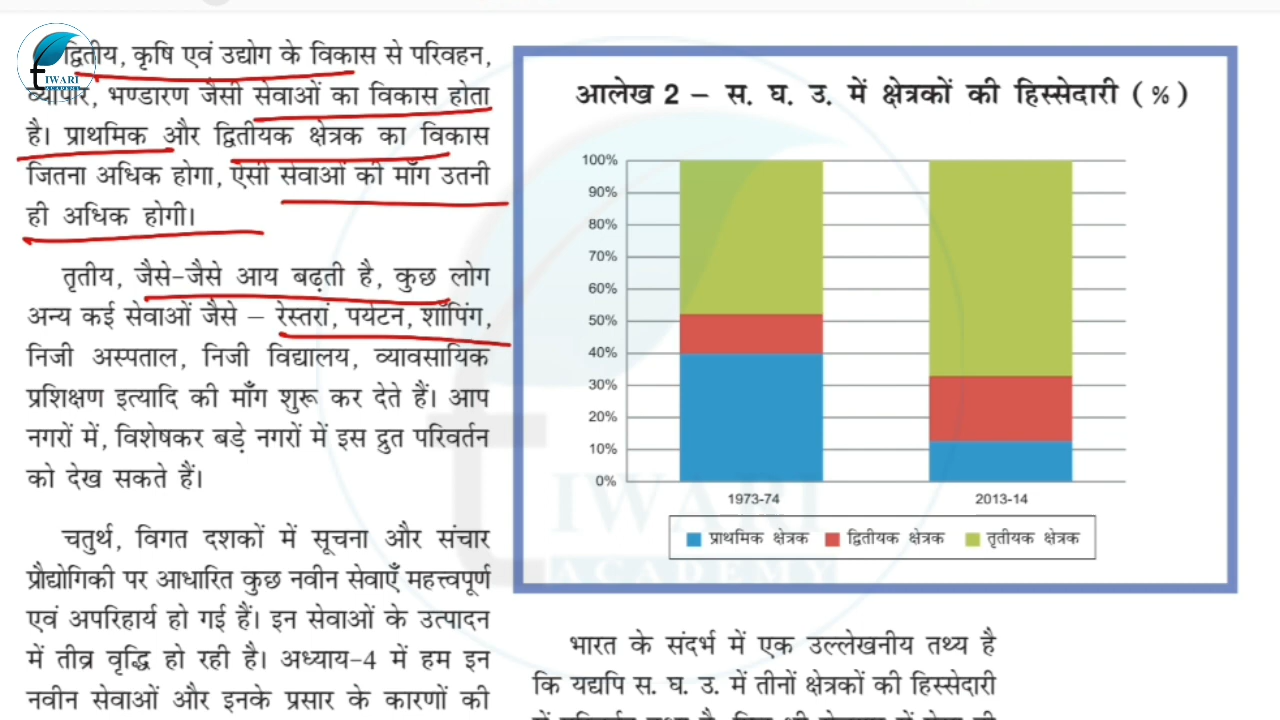 द्वितीय, कृषि एवं उद्योग के विकास से परिवहन,
व्यापार, भण्डारण जैसी सेवाओं का विकास होता
है। प्राथमिक और द्वितीयक क्षेत्रक का विकास
जितना अधिक होगा, ऐसी सेवाओं की माँग उतनी
ही अधिक होगी।
तृतीय, जैसे-जैसे आय बढ़ती है, कुछ लोग
अन्य कई सेवाओं जैसे – रेस्तरां, पर्यटन, शॉपिंग,
निजी अस्पताल, निजी विद्यालय, व्यावसायिक
प्रशिक्षण इत्यादि की माँग शुरू कर देते हैं। आप
नगरों में, विशेषकर बड़े नगरों में इस द्रुत परिवर्तन
को देख सकते हैं।
चतुर्थ, विगत दशकों में सूचना और संचार
प्रौद्योगिकी पर आधारित कुछ नवीन सेवाएँ महत्त्वपूर्ण
एवं अपरिहार्य हो गई हैं। इन सेवाओं के उत्पादन
में तीव्र वृद्धि हो रही है। अध्याय-4 में हम इन
नवीन सेवाओं और इनके प्रसार के कारणों की
आलेख 2 – स. घ. उ. में क्षेत्रकों की हिस्सेदारी (%)
100%
90%
80%
70%
60%
50%
40%
30%
20%
10%
0%
1973-74 2013-14
प्राथमिक क्षेत्रक द्वितीयक क्षेत्रक तृतीयक क्षेत्रक
भारत के संदर्भ में एक उल्लेखनीय तथ्य है
कि यद्यपि स. घ. उ. में तीनों क्षेत्रकों की हिस्सेदारी
TIWARI
ACADEMY
TIWARI
ACADEMY